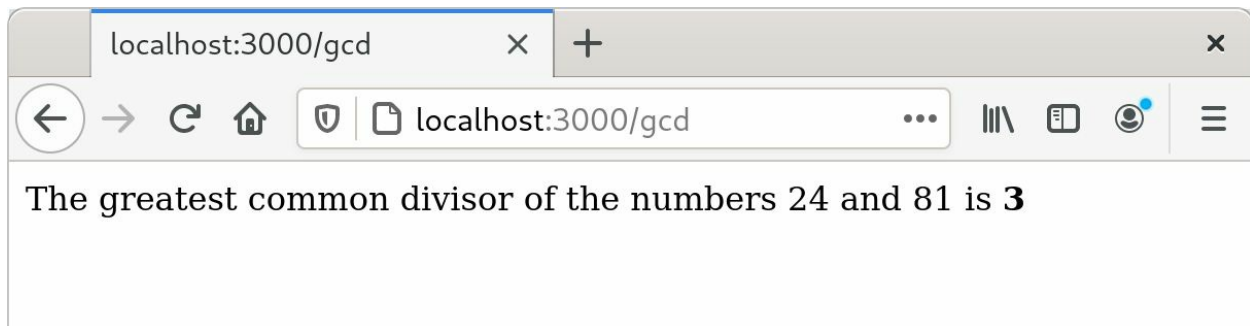 localhost:3000/gcd
localhost:3000/gcd
The greatest common divisor of the numbers 24 and 81 is 3